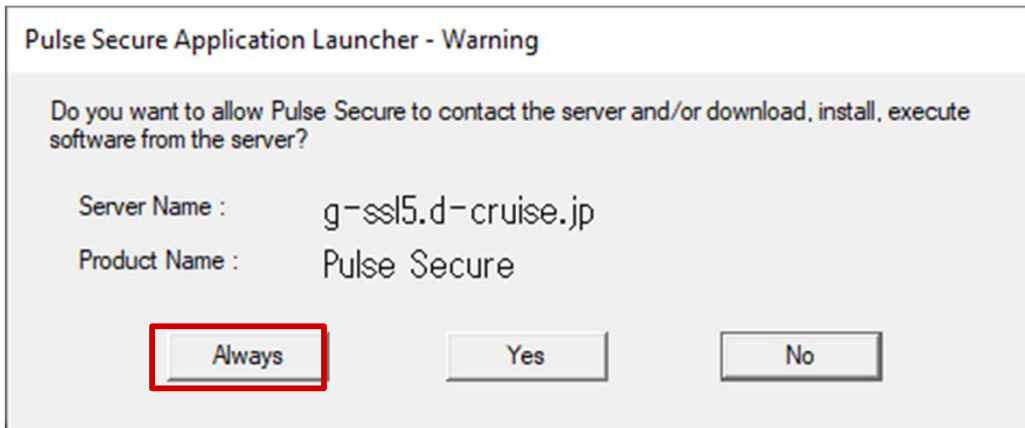 Pulse Secure Application Launcher - Warning
Do you want to allow Pulse Secure to contact the server and/or download, install, execute
software from the server?
Server Name : g-ssl5.d-cruise.jp
Product Name : Pulse Secure
Always Yes No